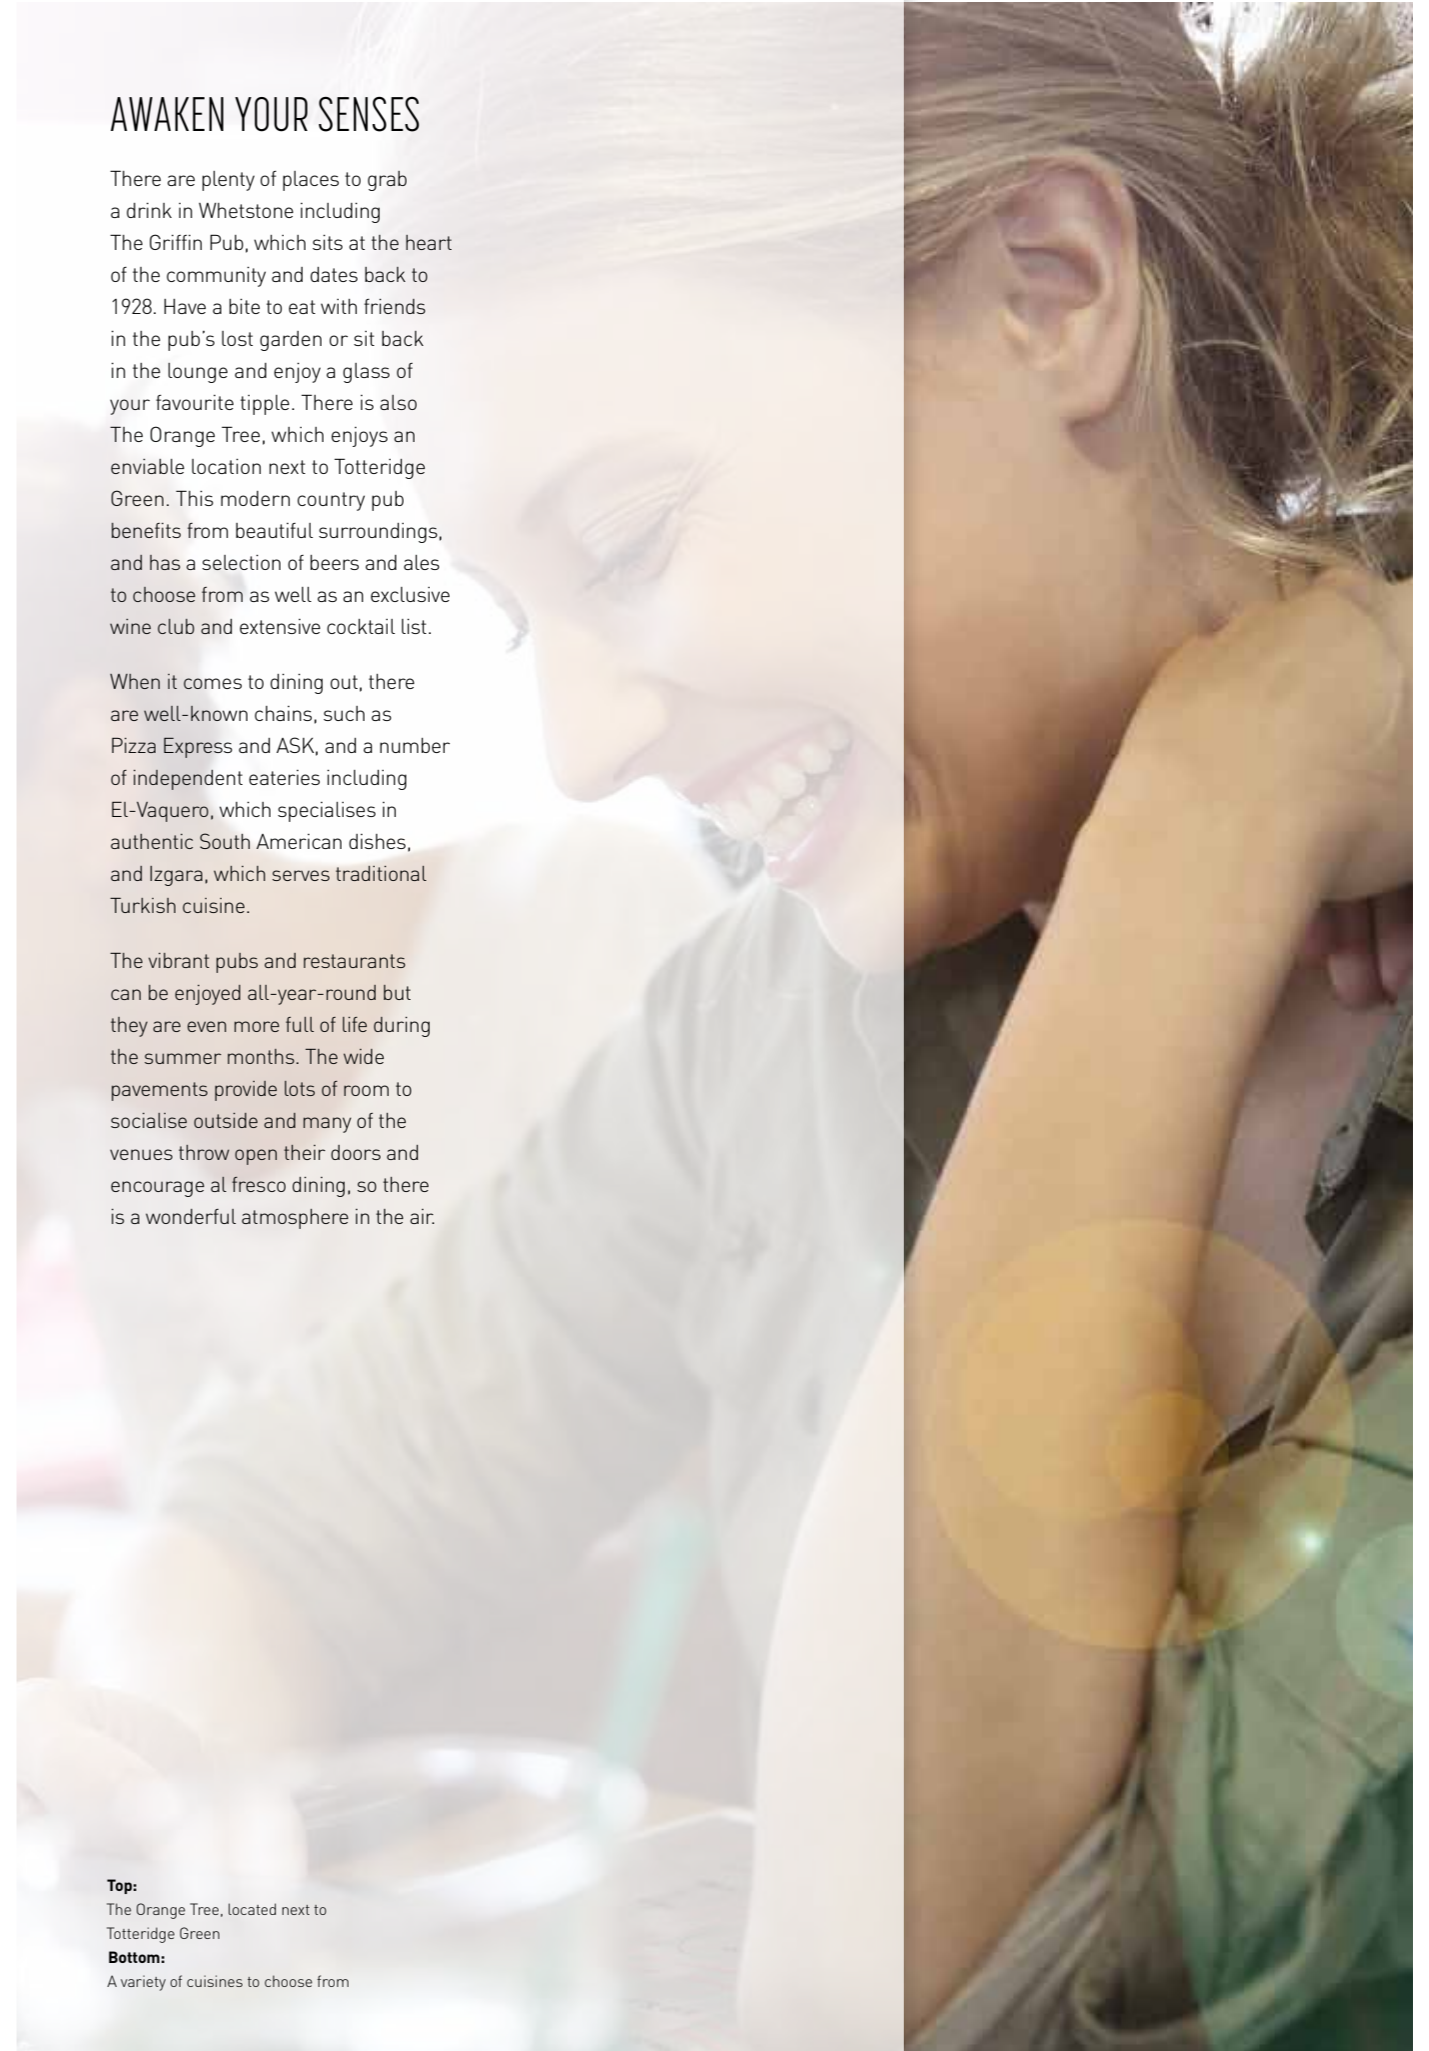 AWAKEN YOUR SENSES
There are plenty of places to grab
a drink in Whetstone including
The Griffin Pub, which sits at the heart
of the community and dates back to
1928. Have a bite to eat with friends
in the pub's lost garden or sit back
in the lounge and enjoy a glass of
your favourite tipple. There is also
The Orange Tree, which enjoys an
enviable location next to Totteridge
Green. This modern country pub
benefits from beautiful surroundings,
and has a selection of beers and ales
to choose from as well as an exclusive
wine club and extensive cocktail list.
When it comes to dining out, there
are well-known chains, such as
Pizza Express and ASK, and a number
of independent eateries including
El-Vaquero, which specialises in
authentic South American dishes,
and Izgara, which serves traditional
Turkish cuisine.
The vibrant pubs and restaurants
can be enjoyed all-year-round but
they are even more full of life during
the summer months. The wide
pavements provide lots of room to
socialise outside and many of the
venues throw open their doors and
encourage al fresco dining, so there
is a wonderful atmosphere in the air.
Top:
The Orange Tree, located next to
Totteridge Green
Bottom:
A variety of cuisines to choose from